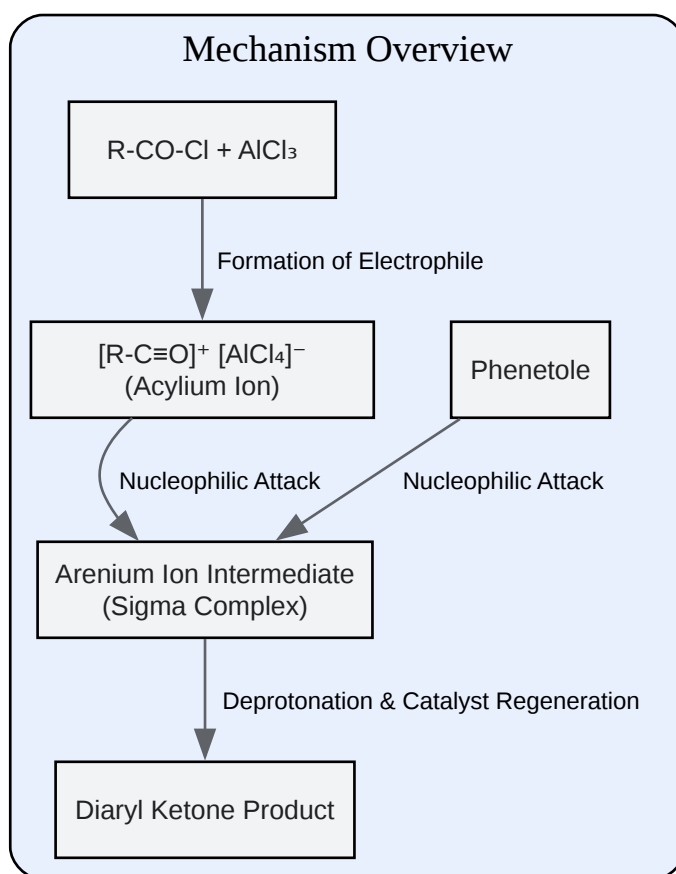 Mechanism Overview
R-CO-Cl + AlCl₃
Formation of Electrophile
[R-C≡O]⁺ [AlCl₄]⁻
(Acylium Ion)
Phenetole
Nucleophilic Attack
Nucleophilic Attack
Arenium Ion Intermediate
(Sigma Complex)
Deprotonation & Catalyst Regeneration
Diaryl Ketone Product